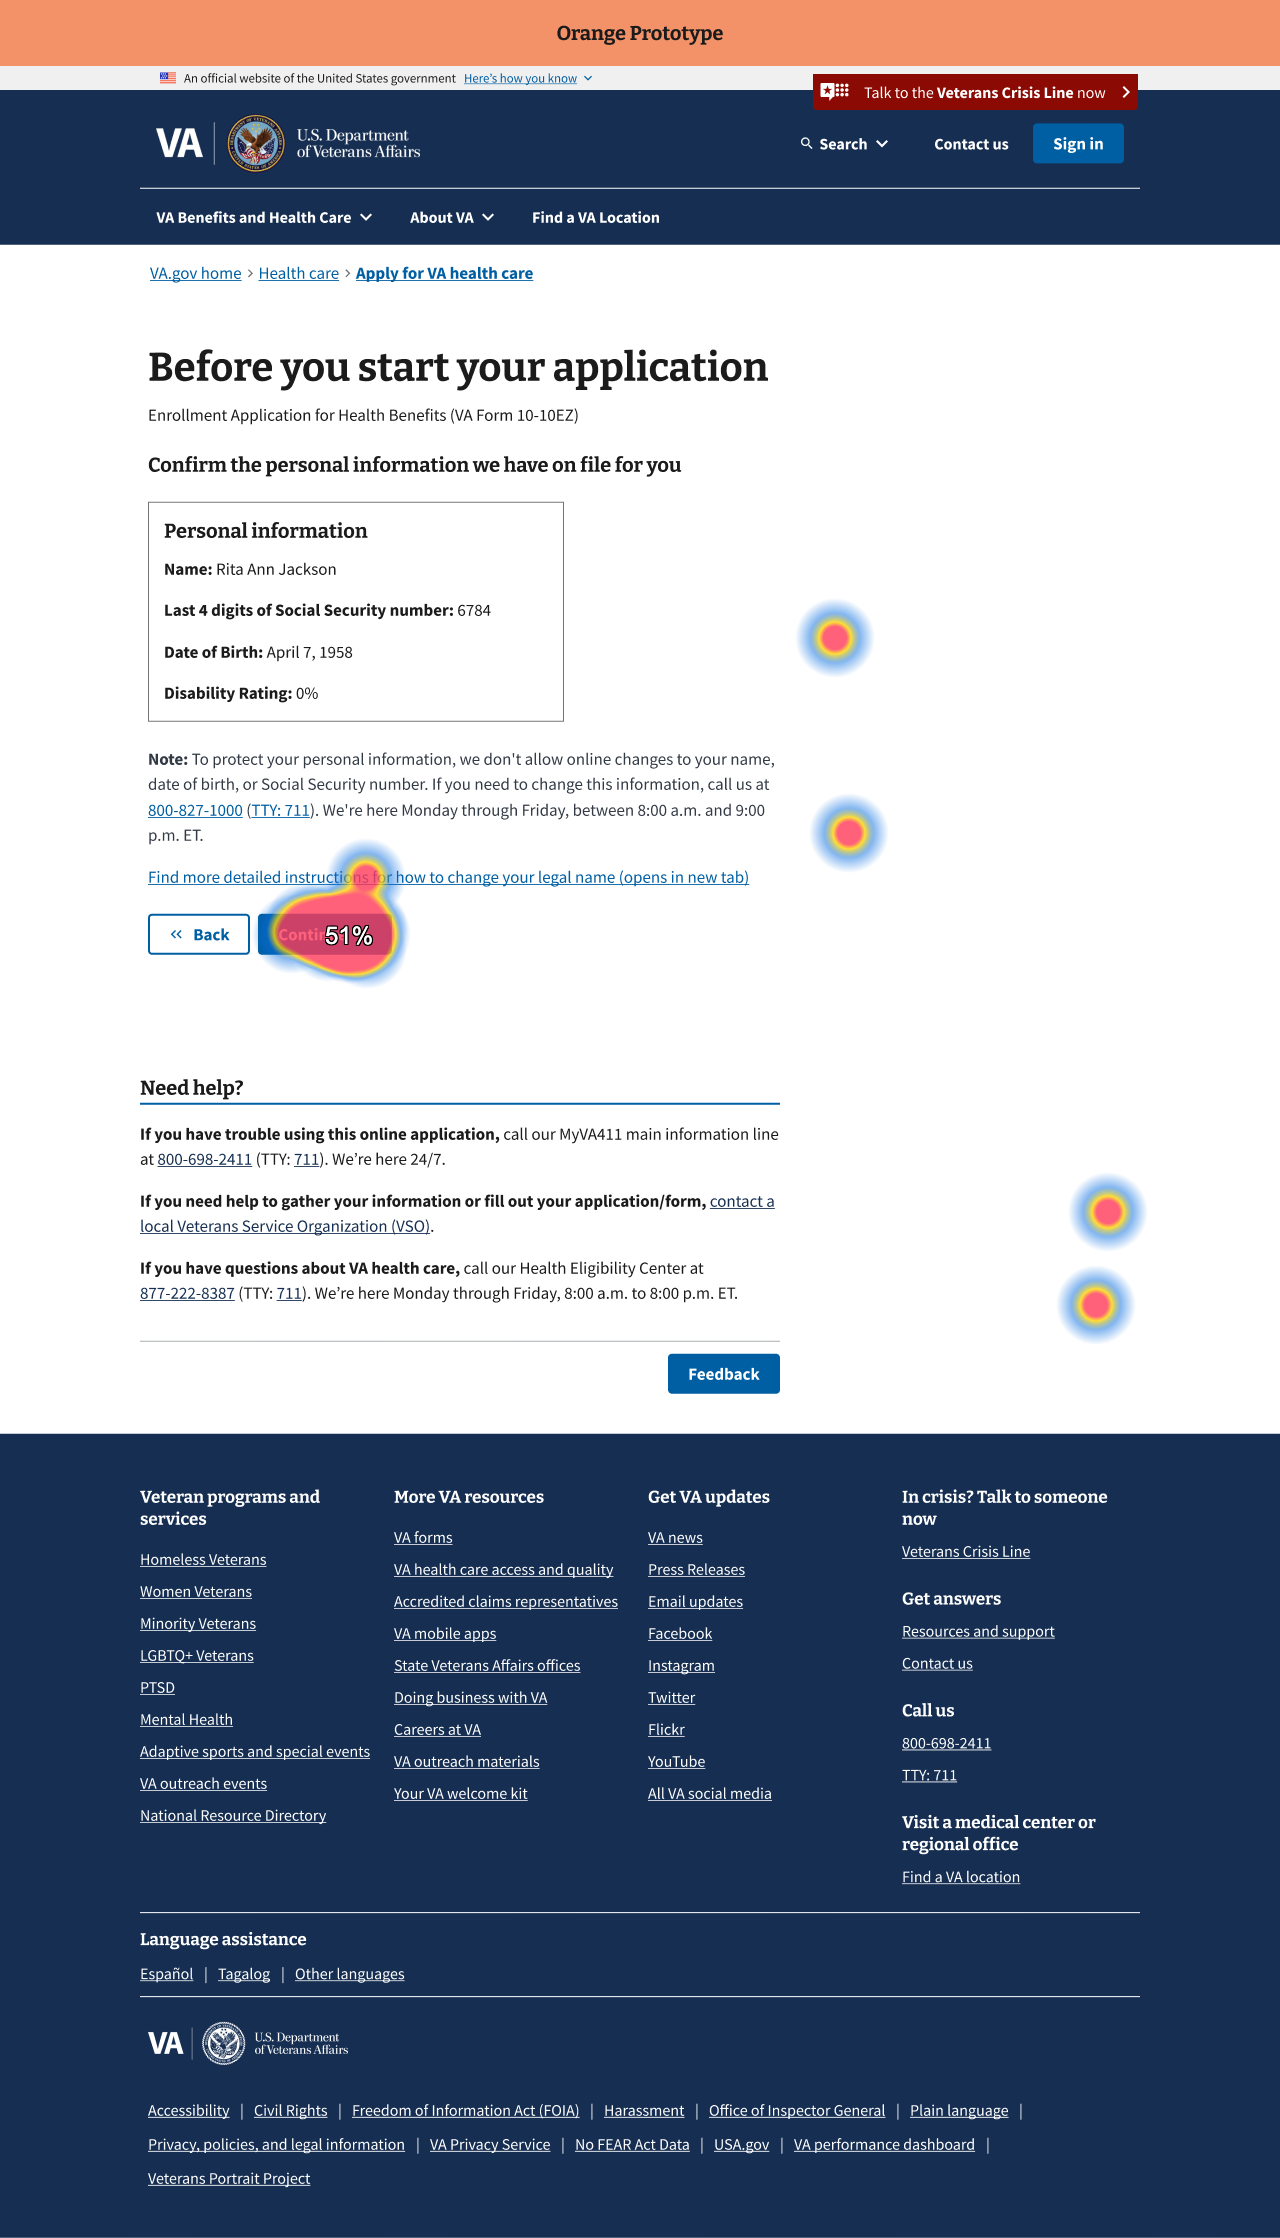 Orange Prototype
An official website of the United States government Here's how you know
Talk to the Veterans Crisis Line now
VA U.S. Department of Veterans Affairs
Search
Contact us
Sign in
VA Benefits and Health Care
About VA
Find a VA Location
VA.gov home > Health care > Apply for VA health care
Before you start your application
Enrollment Application for Health Benefits (VA Form 10-10EZ)
Confirm the personal information we have on file for you
Personal information
Name: Rita Ann Jackson
Last 4 digits of Social Security number: 6784
Date of Birth: April 7, 1958
Disability Rating: 0%
Note: To protect your personal information, we don't allow online changes to your name,
date of birth, or Social Security number. If you need to change this information, call us at
800-827-1000 (TTY: 711). We're here Monday through Friday, between 8:00 a.m. and 9:00
p.m. ET.
Find more detailed instructions for how to change your legal name (opens in new tab)
Back
51%
Need help?
If you have trouble using this online application, call our MyVA411 main information line
at 800-698-2411 (TTY: 711). We're here 24/7.
If you need help to gather your information or fill out your application/form, contact a
local Veterans Service Organization (VSO).
If you have questions about VA health care, call our Health Eligibility Center at
877-222-8387 (TTY: 711). We're here Monday through Friday, 8:00 a.m. to 8:00 p.m. ET.
Feedback
Veteran programs and
services
Homeless Veterans
Women Veterans
Minority Veterans
LGBTQ+ Veterans
PTSD
Mental Health
Adaptive sports and special events
VA outreach events
National Resource Directory
More VA resources
VA forms
VA health care access and quality
Accredited claims representatives
VA mobile apps
State Veterans Affairs offices
Doing business with VA
Careers at VA
VA outreach materials
Your VA welcome kit
Get VA updates
VA news
Press Releases
Email updates
Facebook
Instagram
Twitter
Flickr
YouTube
All VA social media
In crisis? Talk to someone
now
Veterans Crisis Line
Get answers
Resources and support
Contact us
Call us
800-698-2411
TTY: 711
Visit a medical center or
regional office
Find a VA location
Language assistance
Español | Tagalog | Other languages
VA U.S. Department of Veterans Affairs
Accessibility | Civil Rights | Freedom of Information Act (FOIA) | Harassment | Office of Inspector General | Plain language |
Privacy, policies, and legal information | VA Privacy Service | No FEAR Act Data | USA.gov | VA performance dashboard |
Veterans Portrait Project